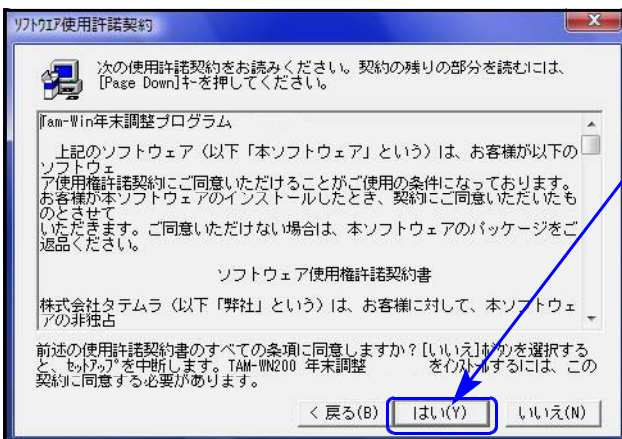 ソフトウエア使用許諾契約
次の使用許諾契約をお読みください。契約の残りの部分を読むには、
[Page Down]キーを押してください。
Tam-Win年末調整プログラム
上記のソフトウェア（以下「本ソフトウェア」という）は、お客様が以下の
ソフトウェ
ア使用権許諾契約にご同意いただけることがご使用の条件になっております。
お客様が本ソフトウェアのインストールしたとき、契約にご同意いただいたも
のとさせて
いただきます。ご同意いただけない場合は、本ソフトウェアのパッケージをご
返品ください。
ソフトウェア使用権許諾契約書
株式会社タテムラ（以下「弊社」という）は、お客様に対して、本ソフトウェ
アの非独占
前述の使用許諾契約書のすべての条項に同意しますか?[いいえ]ボタンを選択する
と、セットアップを中断します。TAM-WN200 年末調整 をインストールするには、この
契約に同意する必要があります。
< 戻る(B) はい(Y) いいえ(N)